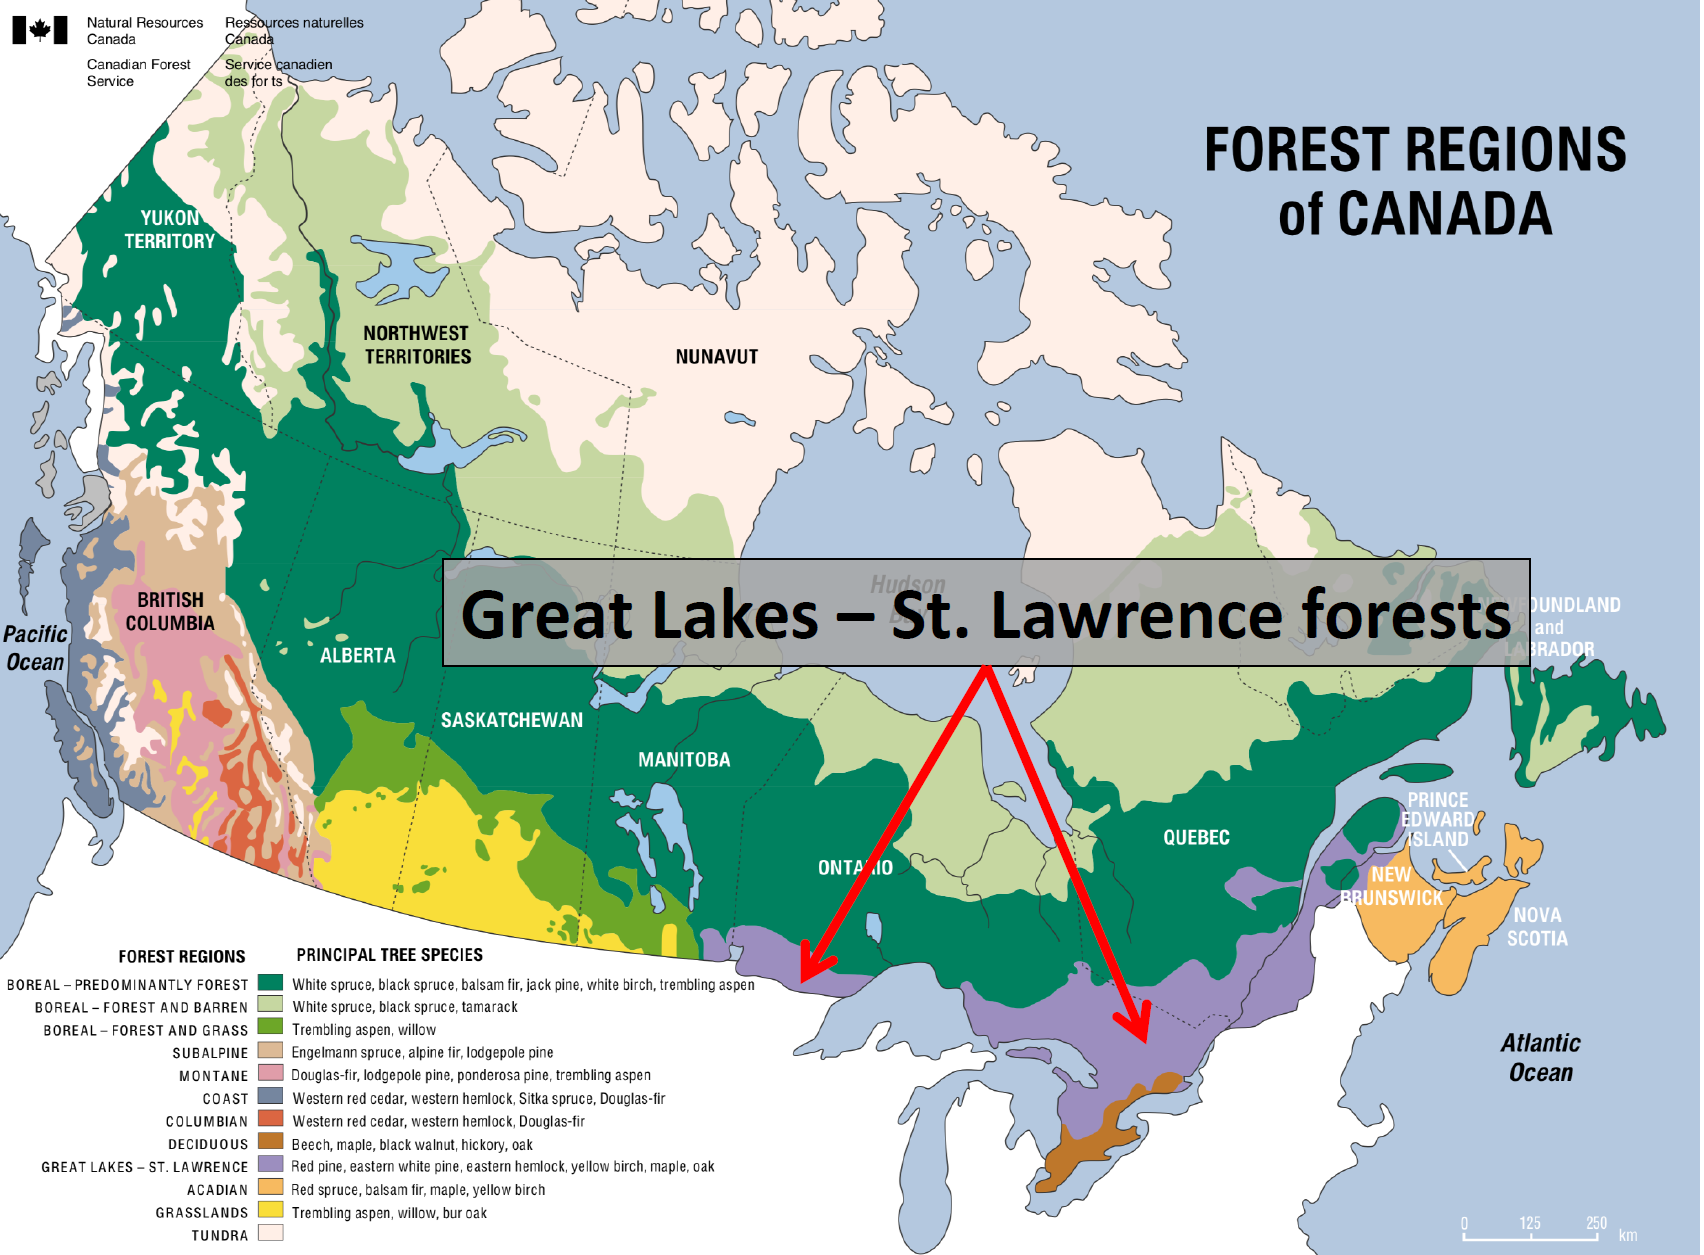 Natural Resources
Canada
Ressources naturelles
Canada
Canadian Forest
Service
Service canadien
des for ts
FOREST REGIONS
of CANADA
YUKON
TERRITORY
NORTHWEST
TERRITORIES
NUNAVUT
Hudson
Great Lakes – St. Lawrence forests
BRITISH
COLUMBIA
Pacific
Ocean
ALBERTA
SASKATCHEWAN
MANITOBA
ONTARIO
QUEBEC
NEWFOUNDLAND
and
LABRADOR
PRINCE
EDWARD
ISLAND
NEW
BRUNSWICK
NOVA
SCOTIA
Atlantic
Ocean
FOREST REGIONS PRINCIPAL TREE SPECIES
BOREAL – PREDOMINANTLY FOREST White spruce, black spruce, balsam fir, jack pine, white birch, trembling aspen
BOREAL – FOREST AND BARREN White spruce, black spruce, tamarack
BOREAL – FOREST AND GRASS Trembling aspen, willow
SUBALPINE Engelmann spruce, alpine fir, lodgepole pine
MONTANE Douglas-fir, lodgepole pine, ponderosa pine, trembling aspen
COAST Western red cedar, western hemlock, Sitka spruce, Douglas-fir
COLUMBIAN Western red cedar, western hemlock, Douglas-fir
DECIDUOUS Beech, maple, black walnut, hickory, oak
GREAT LAKES – ST. LAWRENCE Red pine, eastern white pine, eastern hemlock, yellow birch, maple, oak
ACADIAN Red spruce, balsam fir, maple, yellow birch
GRASSLANDS Trembling aspen, willow, bur oak
TUNDRA
0 125 250
km